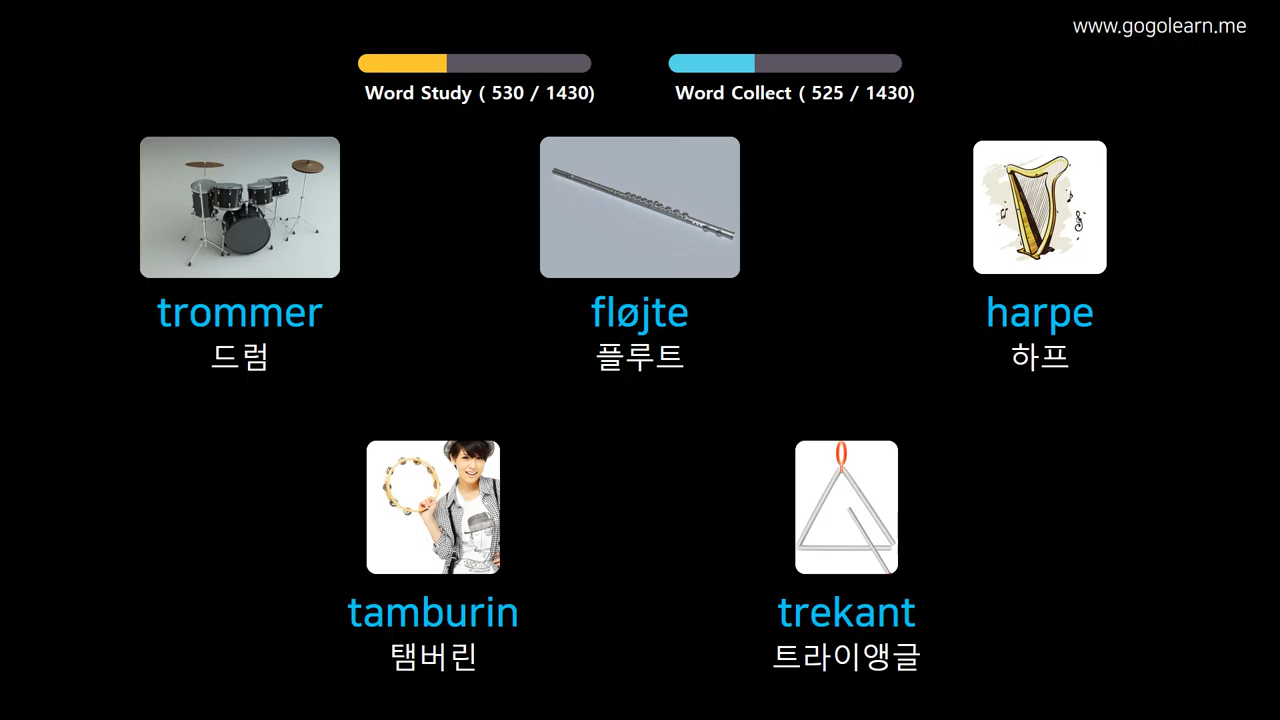 www.gogolearn.me
Word Study ( 530 / 1430)
Word Collect ( 525 / 1430)
trommer
드럼
fløjte
플루트
harpe
하프
tamburin
탬버린
trekant
트라이앵글